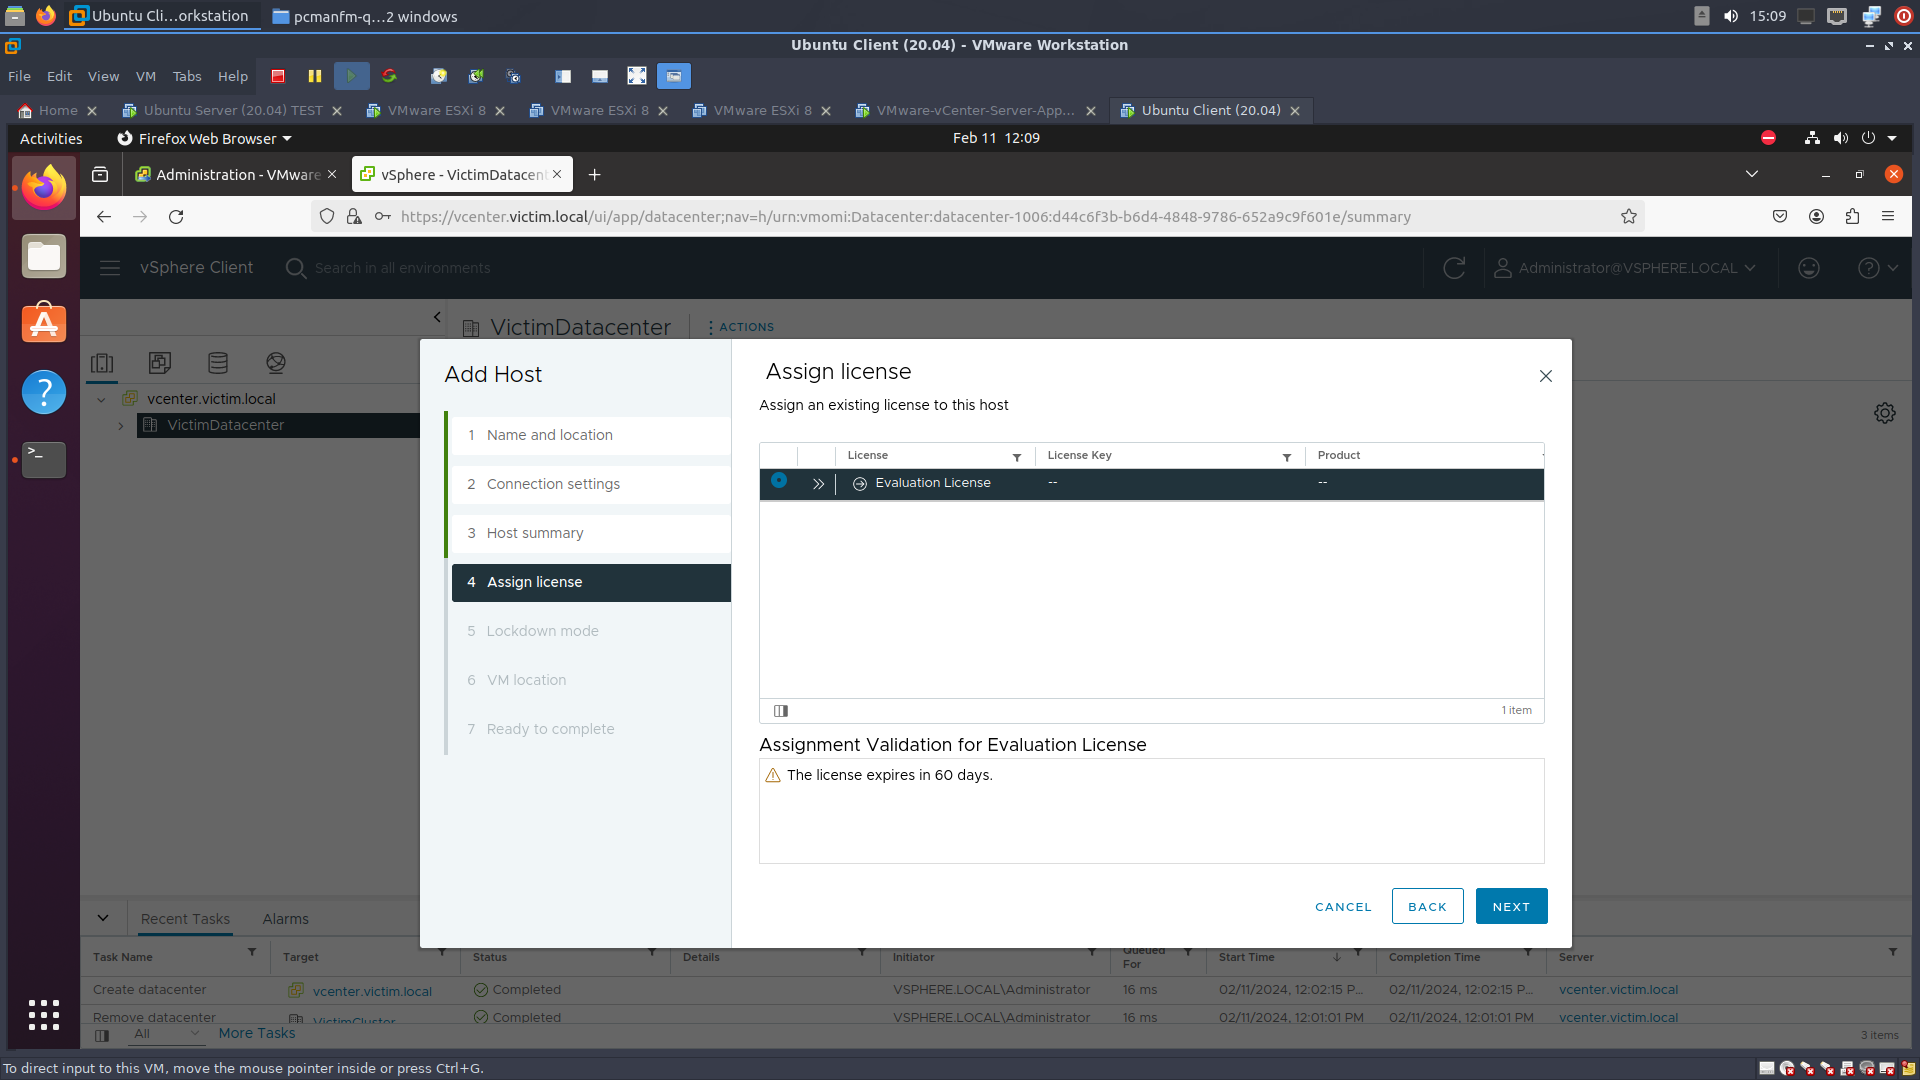 Ubuntu Cli...orkstation
pcmanfm-q...2 windows
15:09
Ubuntu Client (20.04) - VMware Workstation
File Edit View VM Tabs Help
Home
Ubuntu Server (20.04) TEST
VMware ESXi 8
VMware ESXi 8
VMware ESXi 8
VMware-vCenter-Server-App...
Ubuntu Client (20.04)
Activities
Firefox Web Browser
Feb 11 12:09
Administration - VMware
vSphere - VictimDatacent
https://vcenter.victim.local/ui/app/datacenter;nav=h/urn:vmomi:Datacenter:datacenter-1006:d44c6f3b-b6d4-4848-9786-652a9c9f601e/summary
vSphere Client
Search in all environments
Administrator@VSPHERE.LOCAL
VictimDatacenter
ACTIONS
vcenter.victim.local
VictimDatacenter
Add Host
1 Name and location
2 Connection settings
3 Host summary
4 Assign license
5 Lockdown mode
6 VM location
7 Ready to complete
Assign license
Assign an existing license to this host
License License Key Product
Evaluation License -- --
1 item
Assignment Validation for Evaluation License
The license expires in 60 days.
CANCEL BACK NEXT
Recent Tasks Alarms
Task Name Target Status Details Initiator Queued For Start Time Completion Time Server
Create datacenter vcenter.victim.local Completed VSPHERE.LOCAL\Administrator 16 ms 02/11/2024, 12:02:15 P... 02/11/2024, 12:02:15 P... vcenter.victim.local
Remove datacenter VictimCluster Completed VSPHERE.LOCAL\Administrator 16 ms 02/11/2024, 12:01:01 PM 02/11/2024, 12:01:01 PM vcenter.victim.local
All More Tasks 3 items
To direct input to this VM, move the mouse pointer inside or press Ctrl+G.